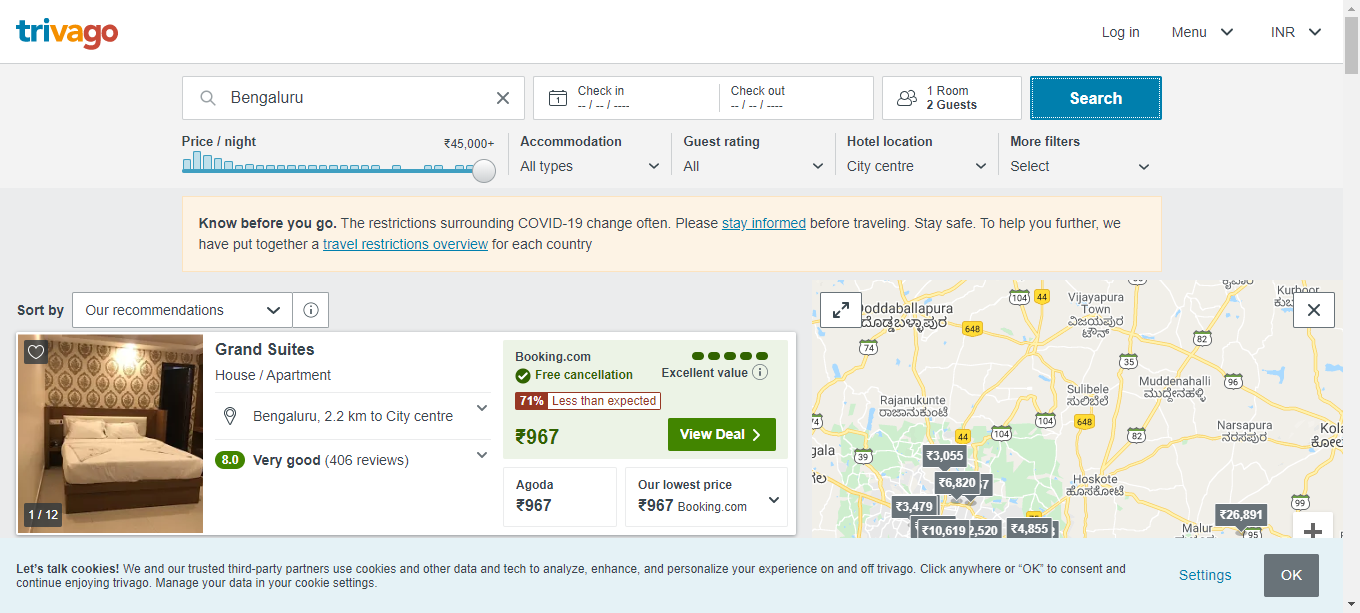 trivago
Log in
Menu
INR
Bengaluru
Check in
-- / -- / ----
Check out
-- / -- / ----
1 Room
2 Guests
Search
Price / night
₹45,000+
Accommodation
All types
Guest rating
All
Hotel location
City centre
More filters
Select
Know before you go. The restrictions surrounding COVID-19 change often. Please stay informed before traveling. Stay safe. To help you further, we
have put together a travel restrictions overview for each country
Sort by
Our recommendations
Grand Suites
House / Apartment
Bengaluru, 2.2 km to City centre
8.0 Very good (406 reviews)
1 / 12
Booking.com
Free cancellation
Excellent value
71% Less than expected
₹967
View Deal
Agoda
₹967
Our lowest price
₹967 Booking.com
Doddaballapura
ದೊಡ್ಡಬಳ್ಳಾಪುರ
104
44
Vijayapura
Town
ವಿಜಯಪುರ
ಟೌನ್
648
74
82
35
96
Muddenahalli
ಮುದ್ದೇನಹಳ್ಳಿ
Sulibele
ಸುಲಿಬೆಲೆ
Rajanukunte
ರಾಜಾನುಕುಂಟೆ
104
648
44
104
82
39
Narsapura
ನರಸಾಪುರ
Hoskote
ಹೊಸಕೋಟೆ
99
Malur
95
₹3,055
₹6,820
₹3,479
₹10,619
2,520
₹4,855
₹26,891
Let's talk cookies! We and our trusted third-party partners use cookies and other data and tech to analyze, enhance, and personalize your experience on and off trivago. Click anywhere or “OK” to consent and
continue enjoying trivago. Manage your data in your cookie settings.
Settings
OK